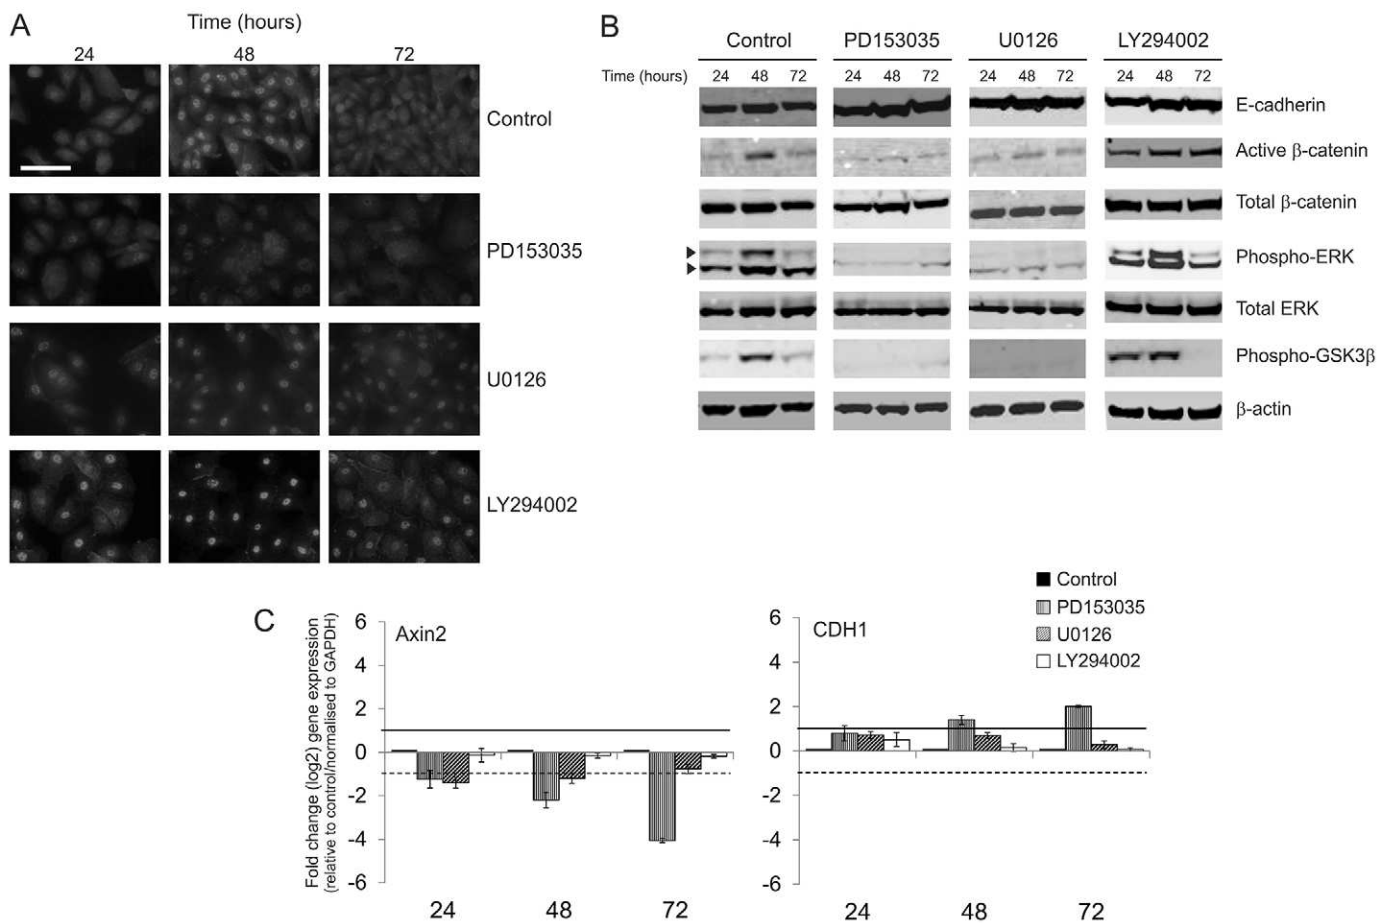 A
Time (hours)
24 48 72
Control
PD153035
U0126
LY294002
B
Control PD153035 U0126 LY294002
Time (hours) 24 48 72 24 48 72 24 48 72 24 48 72
E-cadherin
Active β-catenin
Total β-catenin
Phospho-ERK
Total ERK
Phospho-GSK3β
β-actin
C
Fold change (log2) gene expression
(relative to control/normalised to GAPDH)
Axin2
6
4
2
0
-2
-4
-6
24 48 72
CDH1
6
4
2
0
-2
-4
-6
24 48 72
Control
PD153035
U0126
LY294002